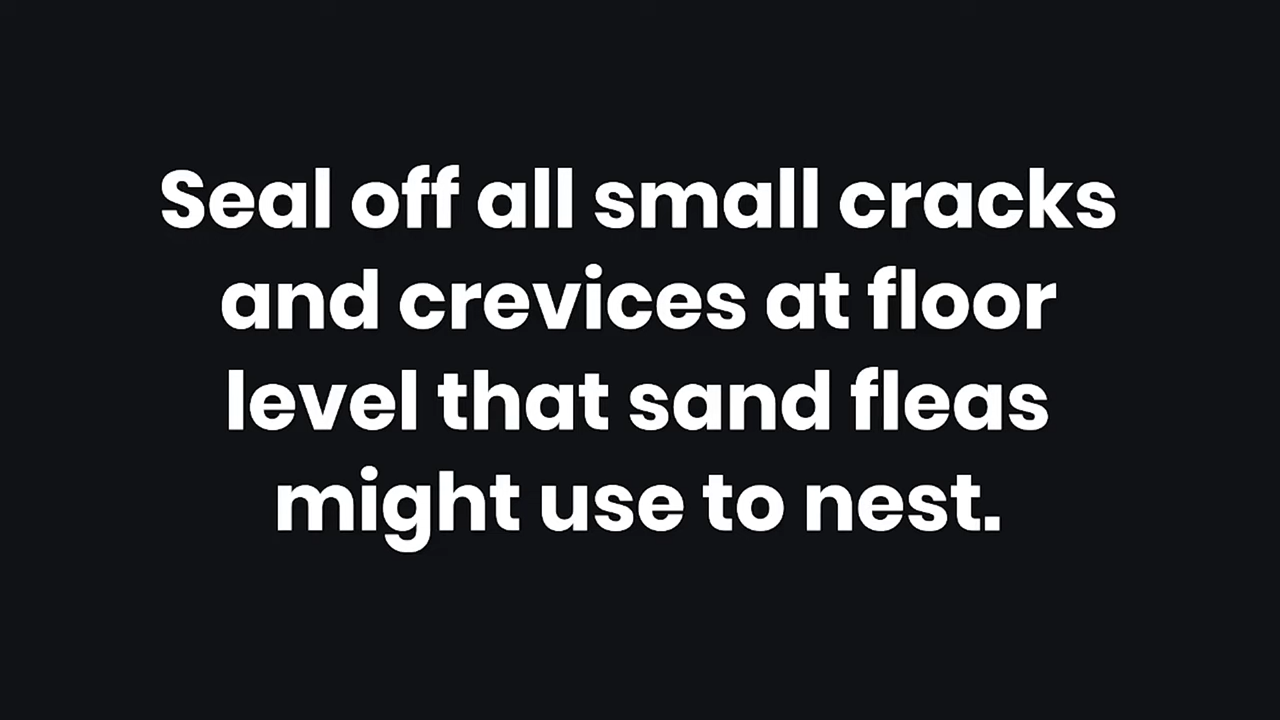 Seal off all small cracks
and crevices at floor
level that sand fleas
might use to nest.